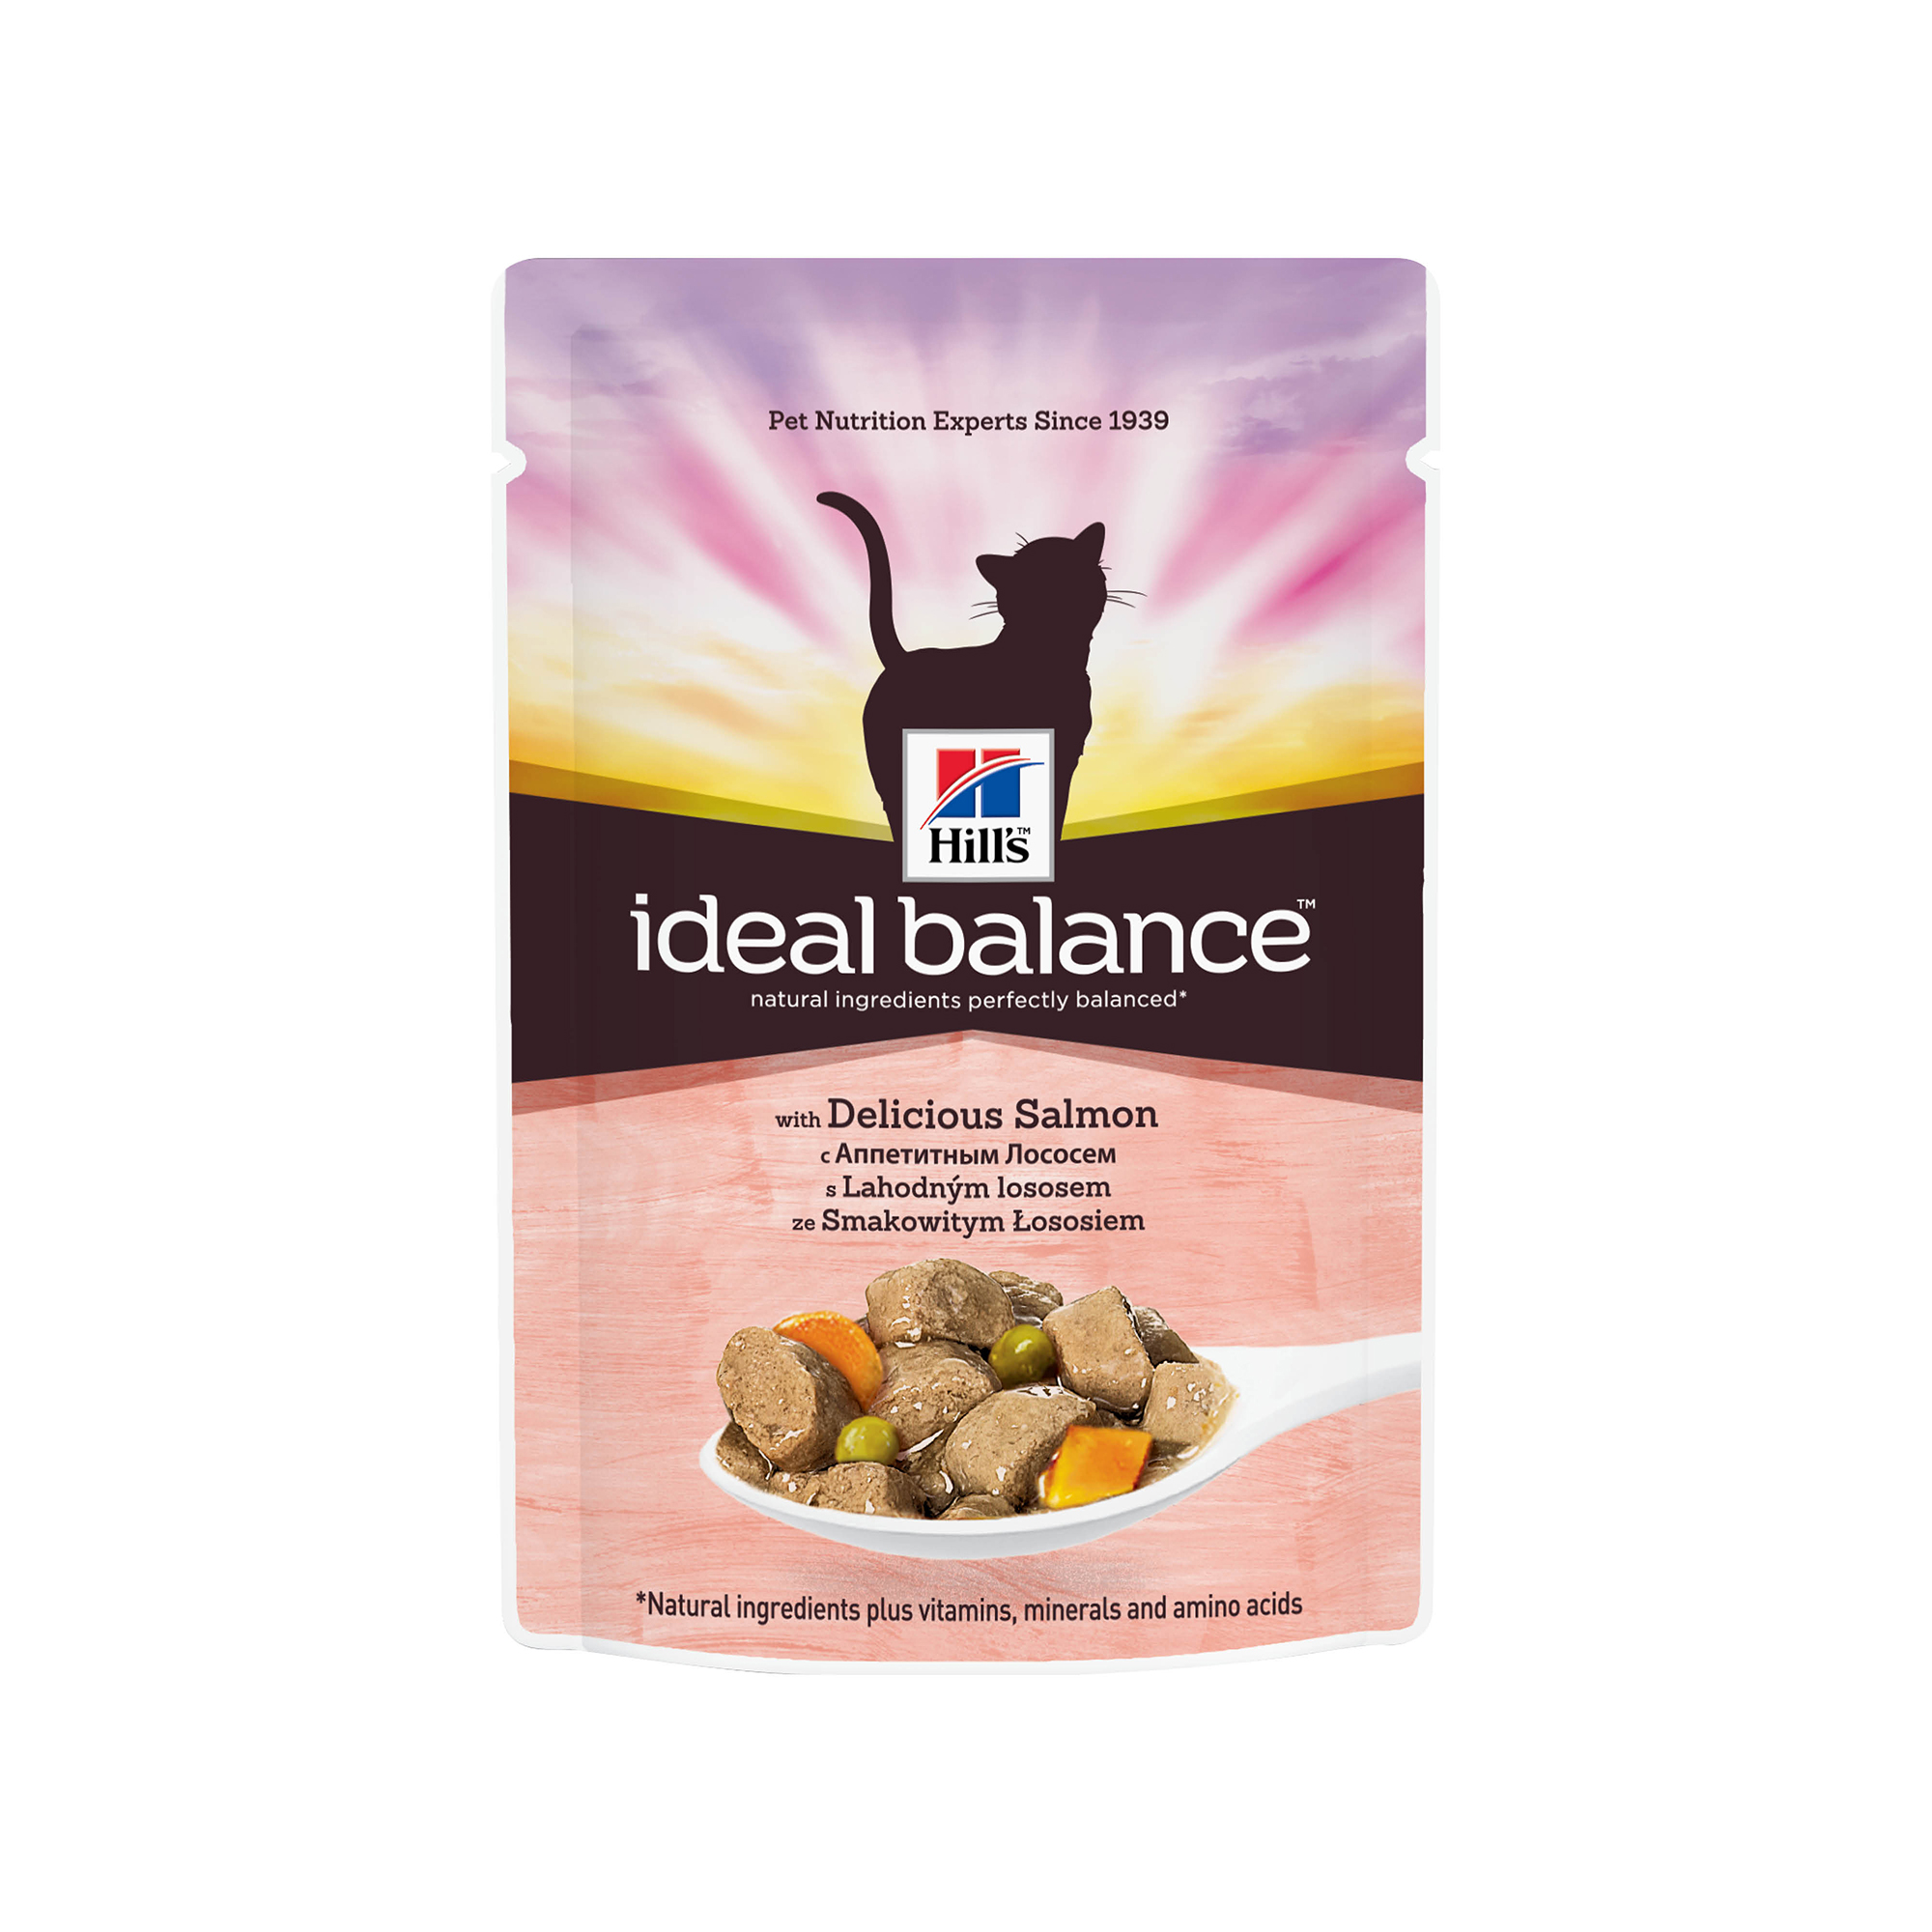 Pet Nutrition Experts Since 1939
Hill's™
ideal balance™
natural ingredients perfectly balanced*
with Delicious Salmon
с Аппетитным Лососем
s Lahodným lososem
ze Smakowitym Łososiem
*Natural ingredients plus vitamins, minerals and amino acids